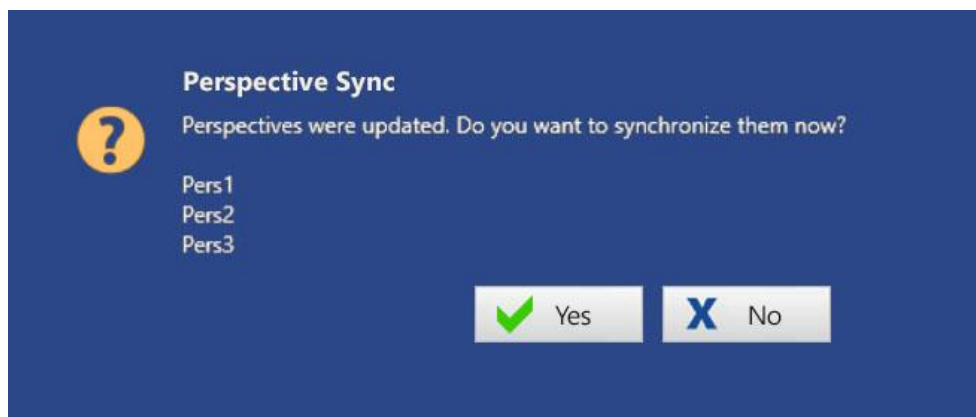 Perspective Sync
Perspectives were updated. Do you want to synchronize them now?
Pers1
Pers2
Pers3
Yes
No